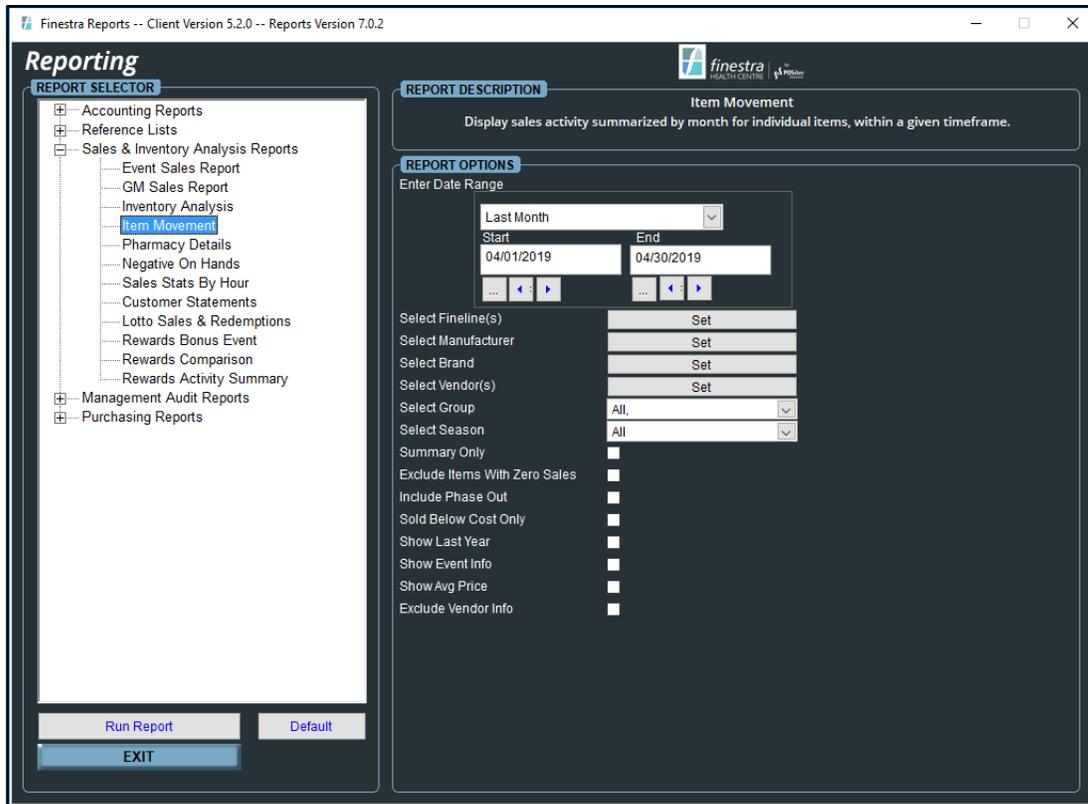 Finestra Reports -- Client Version 5.2.0 -- Reports Version 7.0.2
Reporting
finestra
HEALTH CENTRE
by POSitec
REPORT SELECTOR
Accounting Reports
Reference Lists
Sales & Inventory Analysis Reports
Event Sales Report
GM Sales Report
Inventory Analysis
Item Movement
Pharmacy Details
Negative On Hands
Sales Stats By Hour
Customer Statements
Lotto Sales & Redemptions
Rewards Bonus Event
Rewards Comparison
Rewards Activity Summary
Management Audit Reports
Purchasing Reports
Run Report Default
EXIT
REPORT DESCRIPTION
Item Movement
Display sales activity summarized by month for individual items, within a given timeframe.
REPORT OPTIONS
Enter Date Range
Last Month
Start End
04/01/2019 04/30/2019
... : ... :
Select Fineline(s) Set
Select Manufacturer Set
Select Brand Set
Select Vendor(s) Set
Select Group All,
Select Season All
Summary Only
Exclude Items With Zero Sales
Include Phase Out
Sold Below Cost Only
Show Last Year
Show Event Info
Show Avg Price
Exclude Vendor Info